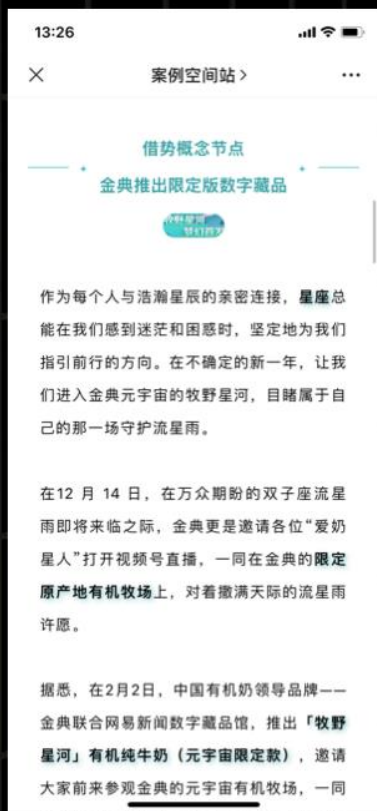 13:26
案例空间站
借势概念节点
金典推出限定版数字藏品
牧野星河
梦幻首发
作为每个人与浩瀚星辰的亲密连接，星座总
能在我们感到迷茫和困惑时，坚定地为我们
指引前行的方向。在不确定的新一年，让我
们进入金典元宇宙的牧野星河，目睹属于自
己的那一场守护流星雨。
在12 月 14 日，在万众期盼的双子座流星
雨即将来临之际，金典更是邀请各位“爱奶
星人”打开视频号直播，一同在金典的限定
原产地有机牧场上，对着撒满天际的流星雨
许愿。
据悉，在2月2日，中国有机奶领导品牌——
金典联合网易新闻数字藏品馆，推出「牧野
星河」有机纯牛奶（元宇宙限定款），邀请
大家前来参观金典的元宇宙有机牧场，一同